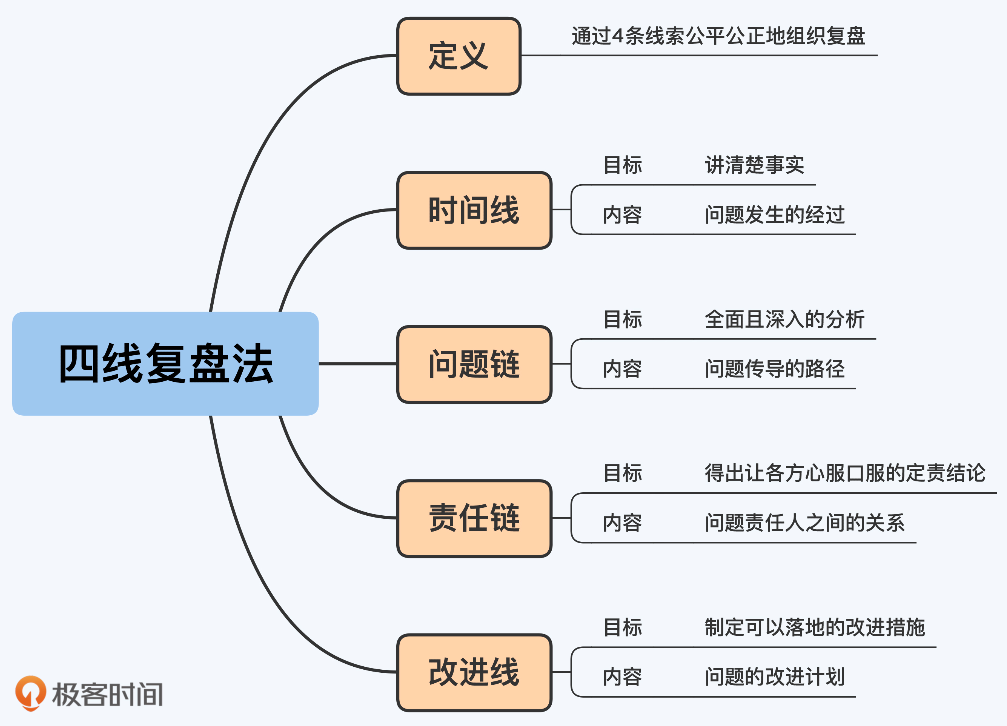 定义
通过4条线索公平公正地组织复盘
时间线
目标 讲清楚事实
内容 问题发生的经过
四线复盘法
问题链
目标 全面且深入的分析
内容 问题传导的路径
责任链
目标 得出让各方心服口服的定责结论
内容 问题责任人之间的关系
改进线
目标 制定可以落地的改进措施
内容 问题的改进计划
极客时间